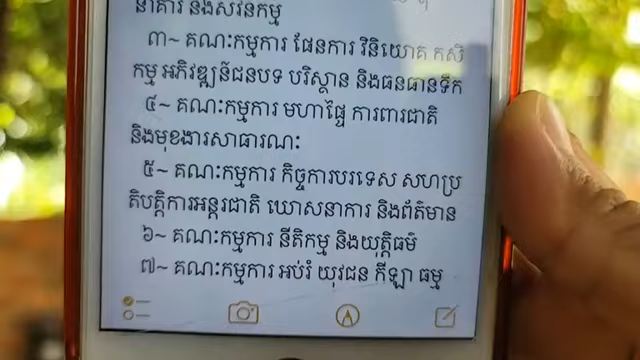 នាគារ និងសវនកម្ម
៣~ គណៈកម្មការ ផែនការ វិនិយោគ កសិ
កម្ម អភិវឌ្ឍន៍ជនបទ បរិស្ថាន និងធនធានទឹក
៤~ គណៈកម្មការ មហាផ្ទៃ ការពារជាតិ
និងមុខងារសាធារណៈ
៥~ គណៈកម្មការ កិច្ចការបរទេស សហប្រ
តិបត្តិការអន្តរជាតិ ឃោសនាការ និងព័ត៌មាន
៦~ គណៈកម្មការ នីតិកម្ម និងយុត្តិធម៌
៧~ គណៈកម្មការ អប់រំ យុវជន កីឡា ធម្ម